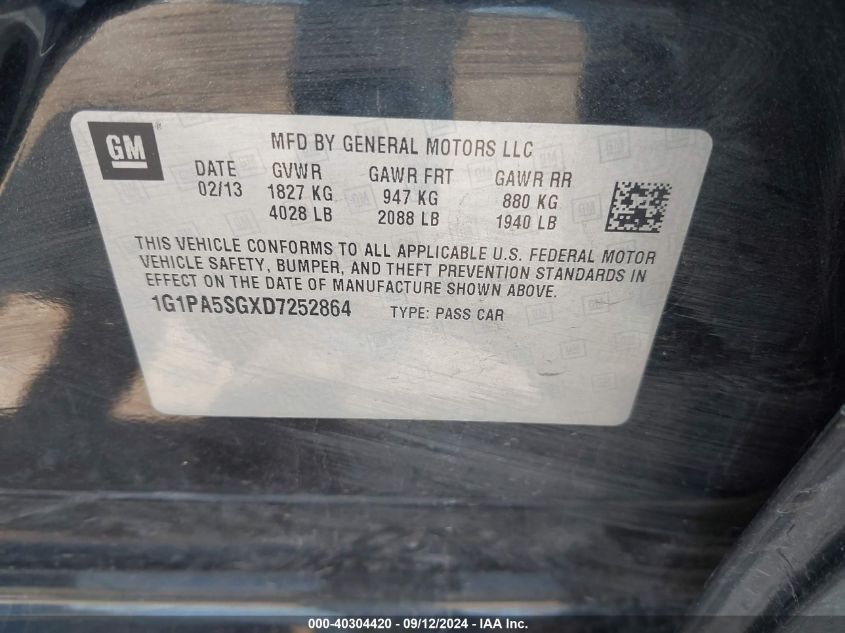 GM
MFD BY GENERAL MOTORS LLC
DATE GVWR GAWR FRT GAWR RR
02/13 1827 KG 947 KG 880 KG
4028 LB 2088 LB 1940 LB
THIS VEHICLE CONFORMS TO ALL APPLICABLE U.S. FEDERAL MOTOR
VEHICLE SAFETY, BUMPER, AND THEFT PREVENTION STANDARDS IN
EFFECT ON THE DATE OF MANUFACTURE SHOWN ABOVE.
1G1PA5SGXD7252864 TYPE: PASS CAR
000-40304420 - 09/12/2024 - IAA Inc.